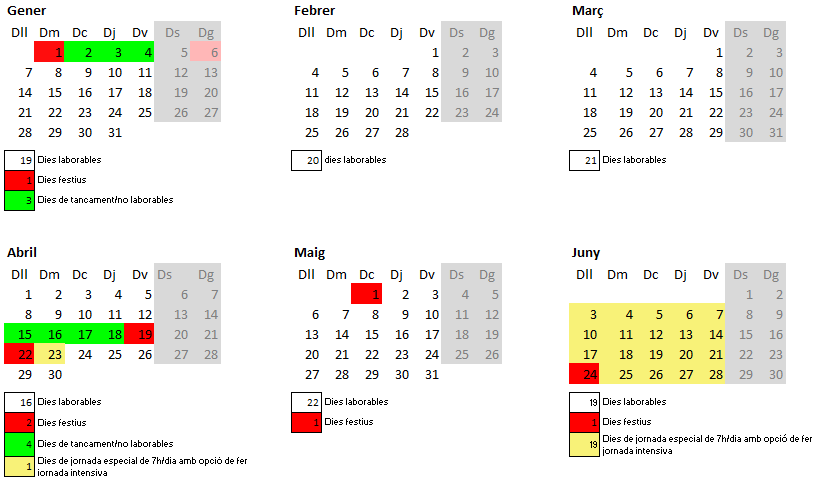 Gener
Dll Dm Dc Dj Dv Ds Dg
1 2 3 4 5 6
7 8 9 10 11 12 13
14 15 16 17 18 19 20
21 22 23 24 25 26 27
28 29 30 31
19 Dies laborables
1 Dies festius
3 Dies de tancament/no laborables
Febrer
Dll Dm Dc Dj Dv Ds Dg
1 2 3
4 5 6 7 8 9 10
11 12 13 14 15 16 17
18 19 20 21 22 23 24
25 26 27 28
20 dies laborables
Març
Dll Dm Dc Dj Dv Ds Dg
1 2 3
4 5 6 7 8 9 10
11 12 13 14 15 16 17
18 19 20 21 22 23 24
25 26 27 28 29 30 31
21 Dies laborables
Abril
Dll Dm Dc Dj Dv Ds Dg
1 2 3 4 5 6 7
8 9 10 11 12 13 14
15 16 17 18 19 20 21
22 23 24 25 26 27 28
29 30
16 Dies laborables
2 Dies festius
4 Dies de tancament/no laborables
1 Dies de jornada especial de 7h/dia amb opció de fer
jornada intensiva
Maig
Dll Dm Dc Dj Dv Ds Dg
1 2 3 4 5
6 7 8 9 10 11 12
13 14 15 16 17 18 19
20 21 22 23 24 25 26
27 28 29 30 31
22 Dies laborables
1 Dies festius
Juny
Dll Dm Dc Dj Dv Ds Dg
1 2
3 4 5 6 7 8 9
10 11 12 13 14 15 16
17 18 19 20 21 22 23
24 25 26 27 28 29 30
19 Dies laborables
1 Dies festius
19 Dies de jornada especial de 7h/dia amb opció de fer
jornada intensiva